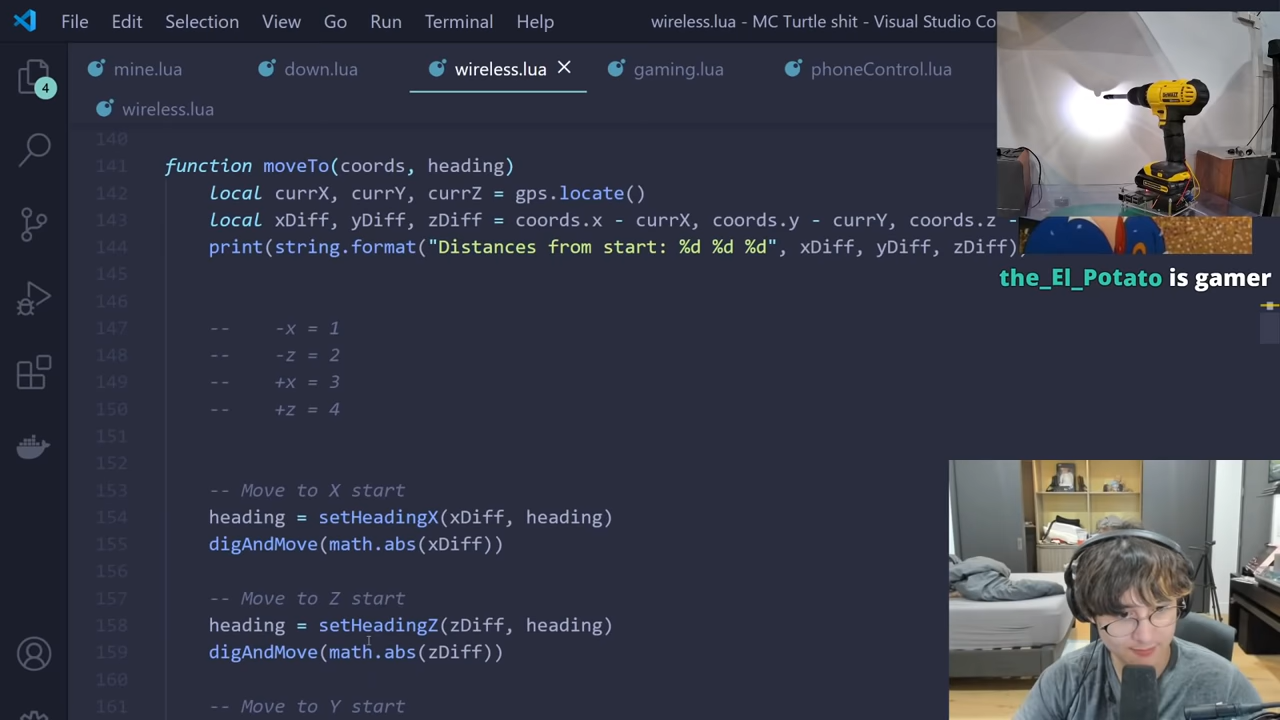 File Edit Selection View Go Run Terminal Help
wireless.lua - MC Turtle shit - Visual Studio Co
mine.lua down.lua wireless.lua gaming.lua phoneControl.lua
4
wireless.lua
140
141 function moveTo(coords, heading)
142 local currX, currY, currZ = gps.locate()
143 local xDiff, yDiff, zDiff = coords.x - currX, coords.y - currY, coords.z -
144 print(string.format("Distances from start: %d %d %d", xDiff, yDiff, zDiff)
145
146
147 -- -x = 1
148 -- -z = 2
149 -- +x = 3
150 -- +z = 4
151
152
153 -- Move to X start
154 heading = setHeadingX(xDiff, heading)
155 digAndMove(math.abs(xDiff))
156
157 -- Move to Z start
158 heading = setHeadingZ(zDiff, heading)
159 digAndMove(math.abs(zDiff))
160
161 -- Move to Y start
DEWALT
the_El_Potato is gamer